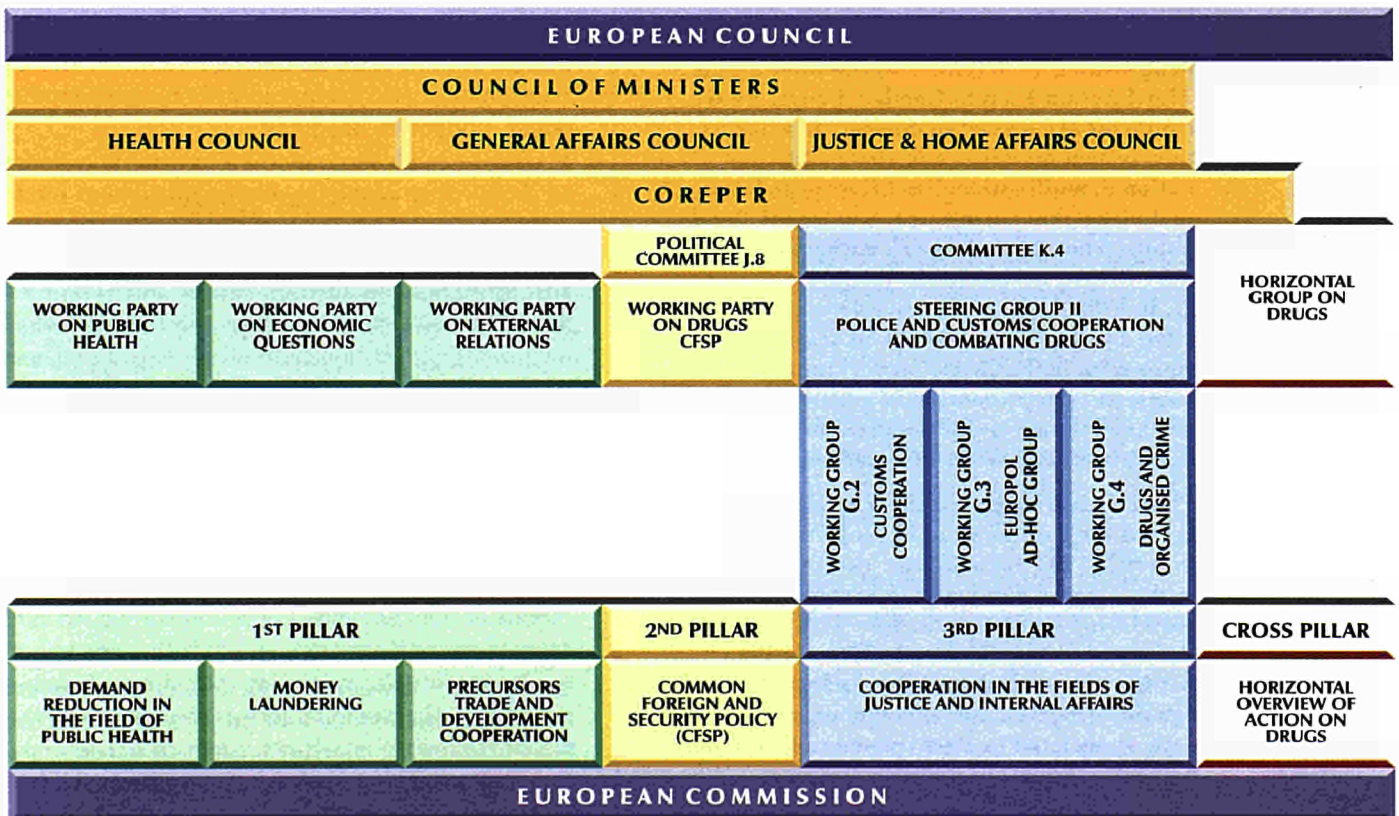 EUROPEAN COUNCIL
COUNCIL OF MINISTERS
HEALTH COUNCIL
GENERAL AFFAIRS COUNCIL
JUSTICE & HOME AFFAIRS COUNCIL
COREPER
POLITICAL
COMMITTEE J.8
COMMITTEE K.4
HORIZONTAL
GROUP ON
DRUGS
WORKING PARTY
ON PUBLIC
HEALTH
WORKING PARTY
ON ECONOMIC
QUESTIONS
WORKING PARTY
ON EXTERNAL
RELATIONS
WORKING PARTY
ON DRUGS
CFSP
STEERING GROUP II
POLICE AND CUSTOMS COOPERATION
AND COMBATING DRUGS
WORKING GROUP
G.2
CUSTOMS
COOPERATION
WORKING GROUP
G.3
EUROPOL
AD-HOC GROUP
WORKING GROUP
G.4
DRUGS AND
ORGANISED CRIME
1ST PILLAR
2ND PILLAR
3RD PILLAR
CROSS PILLAR
DEMAND
REDUCTION IN
THE FIELD OF
PUBLIC HEALTH
MONEY
LAUNDERING
PRECURSORS
TRADE AND
DEVELOPMENT
COOPERATION
COMMON
FOREIGN AND
SECURITY POLICY
(CFSP)
COOPERATION IN THE FIELDS OF
JUSTICE AND INTERNAL AFFAIRS
HORIZONTAL
OVERVIEW OF
ACTION ON
DRUGS
EUROPEAN COMMISSION